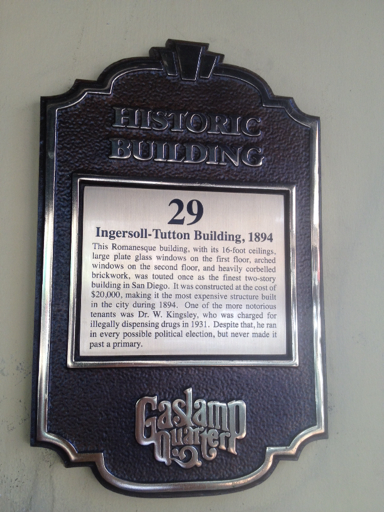 HISTORIC
BUILDING
29
Ingersoll-Tutton Building, 1894
This Romanesque building, with its 16-foot ceilings,
large plate glass windows on the first floor, arched
windows on the second floor, and heavily corbelled
brickwork, was touted once as the finest two-story
building in San Diego. It was constructed at the cost of
$20,000, making it the most expensive structure built
in the city during 1894. One of the more notorious
tenants was Dr. W. Kingsley, who was charged for
illegally dispensing drugs in 1931. Despite that, he ran
in every possible political election, but never made it
past a primary.
Gaslamp
Quarter